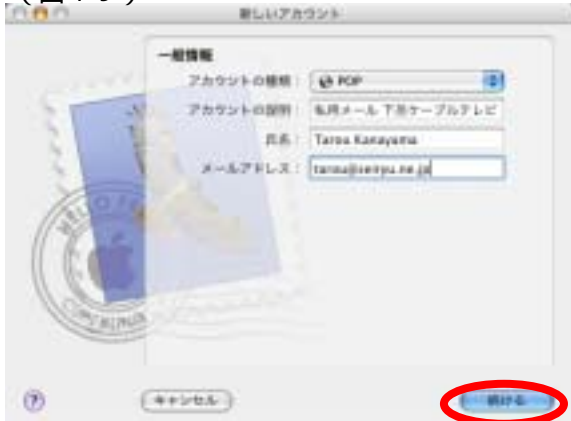 新しいアカウント
一般情報
アカウントの種類： POP
アカウントの説明： 私用メール 下呂ケーブルテレビ
氏名： Tarou Kanayama
メールアドレス： tarou@seiryu.ne.jp
キャンセル 続ける